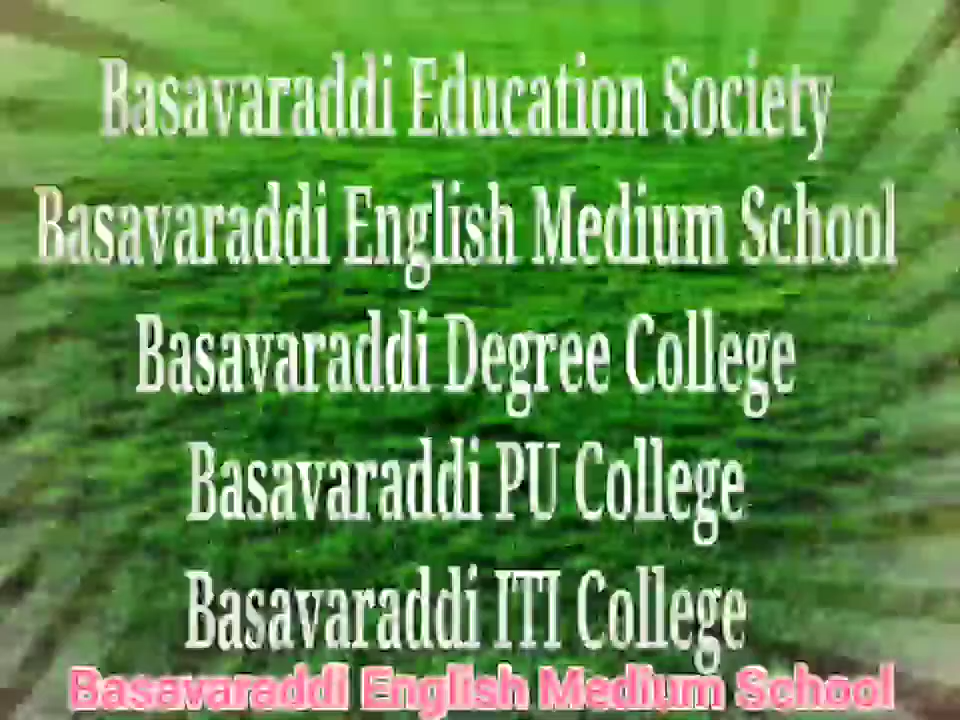 Basavaraddi Education Society
Basavaraddi English Medium School
Basavaraddi Degree College
Basavaraddi PU College
Basavaraddi ITI College
Basavaraddi English Medium School